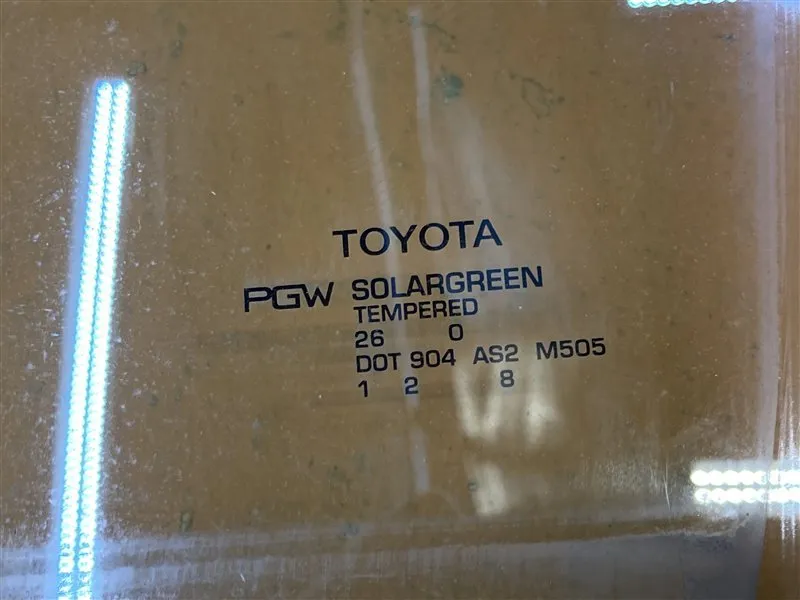 TOYOTA
PGW SOLARGREEN
TEMPERED
26 0
DOT 904 AS2 M505
1 2 8